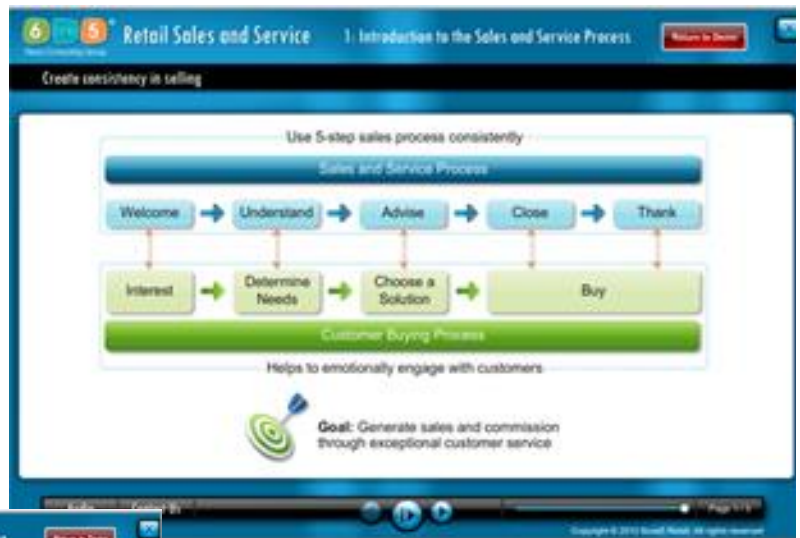 6 5
Retail Sales and Service
1: Introduction to the Sales and Service Process
Return to Demo
Create consistency in selling
Use 5-step sales process consistently
Sales and Service Process
Welcome
Understand
Advise
Close
Thank
Interest
Determine
Needs
Choose a
Solution
Buy
Customer Buying Process
Helps to emotionally engage with customers
Goal: Generate sales and commission
through exceptional customer service
Contact Us